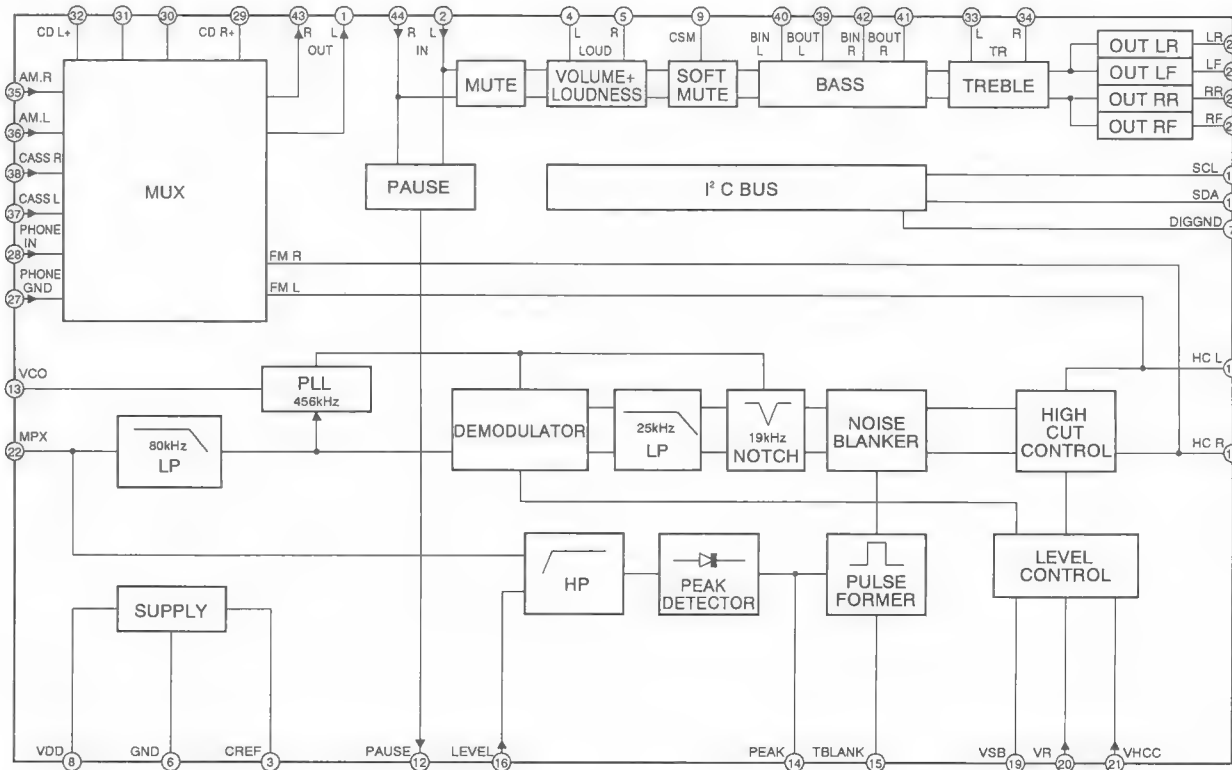 32 31 30 29 43 1 44 2 4 5 9 40 39 42 41 33 34
CD L+ CD R+ R L R L L R CSM BIN BOUT BIN BOUT L R
OUT IN LOUD L L R R TR
AM.R
35
AM.L
36
CASS R
38
CASS L
37
PHONE
IN
28
PHONE
GND
27
MUX
FM R
FM L
MUTE
VOLUME+
LOUDNESS
SOFT
MUTE
BASS
TREBLE
OUT LR
OUT LF
OUT RR
OUT RF
LR
LF
RR
RF
PAUSE
I² C BUS
SCL
SDA
DIGGND
7
VCO
13
PLL
456kHz
MPX
22
80kHz
LP
DEMODULATOR
25kHz
LP
19kHz
NOTCH
NOISE
BLANKER
HIGH
CUT
CONTROL
HC L
HC R
HP
PEAK
DETECTOR
PULSE
FORMER
LEVEL
CONTROL
SUPPLY
VDD GND CREF PAUSE LEVEL PEAK TBLANK VSB VR VHCC
8 6 3 12 16 14 15 19 20 21